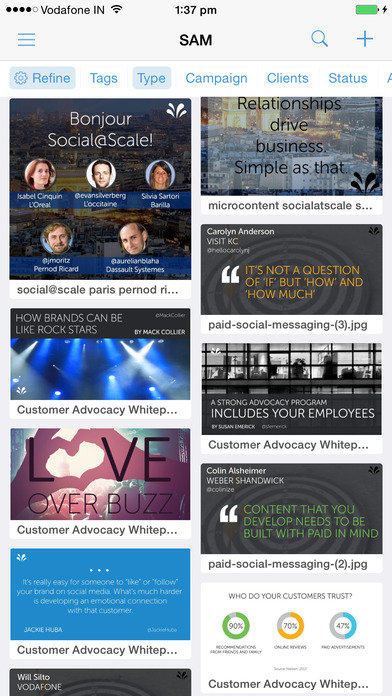 Vodafone IN
1:37 pm
SAM
Refine
Tags
Type
Campaign
Clients
Status
Bonjour
Social@Scale!
Isabel Cinquin
L'Oreal
@evansilverberg
L'occitaine
Silvia Sartori
Barilla
@jmoritz
Pernod Ricard
@aurelianblaha
Dassault Systemes
social@scale paris pernod ri...
HOW BRANDS CAN
BE LIKE ROCK STARS
@MackCollier
BY MACK COLLIER
Customer Advocacy Whitep...
LOVE
OVER BUZZ
Customer Advocacy Whitep...
It's really easy for someone to "like" or "follow"
your brand on social media. What's much harder
is developing an emotional connection
with that customer.
JACKIE HUBA
@JackieHuba
Customer Advocacy Whitep...
Will Silto
VODAFONE
Relationships
drive
business.
Simple as that.
microcontent socialatscale s...
Carolyn Anderson
VISIT KC
@hellocarolynj
IT'S NOT A QUESTION
OF 'IF' BUT 'HOW' AND
'HOW MUCH'
paid-social-messaging-(3).jpg
A STRONG ADVOCACY PROGRAM
INCLUDES YOUR EMPLOYEES
BY SUSAN EMERICK
@sfemerick
Customer Advocacy Whitep...
Colin Alsheimer
WEBER SHANDWICK
@colinize
CONTENT THAT YOU
DEVELOP NEEDS TO BE
BUILT WITH PAID IN MIND
paid-social-messaging-(2).jpg
WHO DO YOUR CUSTOMERS TRUST?
90%
70%
47%
RECOMMENDATIONS
FROM FRIENDS AND FAMILY
ONLINE REVIEWS
PAID ADVERTISEMENTS
Customer Advocacy Whitep...